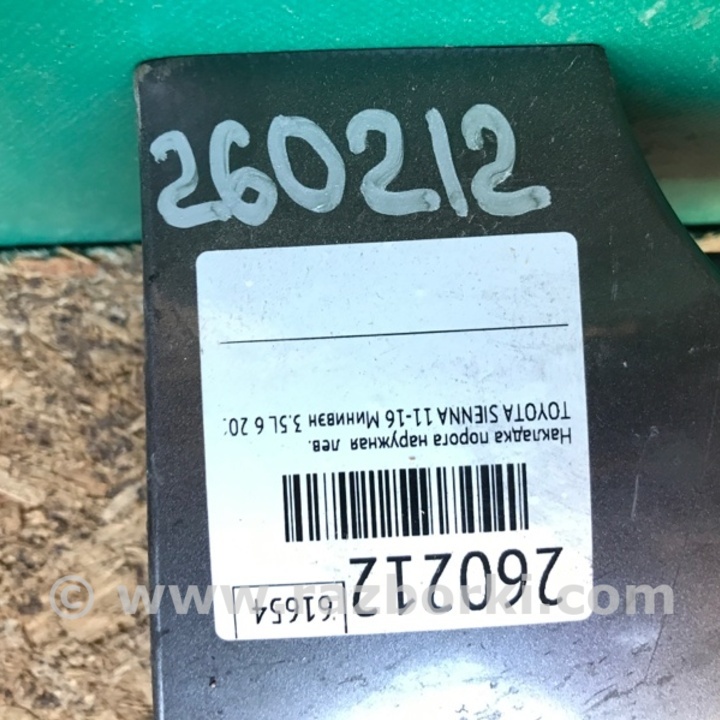 260212
260212
61654
Накладка порога наружная лев.
TOYOTA SIENNA 11-16 Минивэн 3.5L 6 20
© www.razborki.com